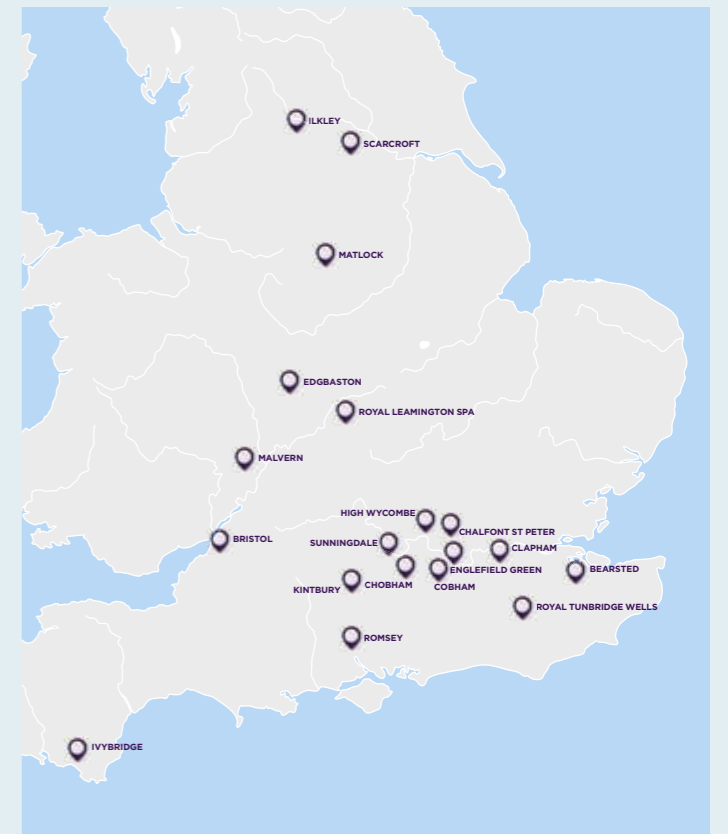 ILKLEY
SCARCROFT
MATLOCK
EDGBASTON
ROYAL LEAMINGTON SPA
MALVERN
HIGH WYCOMBE
CHALFONT ST PETER
BRISTOL
SUNNINGDALE
CLAPHAM
ENGLEFIELD GREEN
BEARSTED
KINTBURY
CHOBHAM
COBHAM
ROYAL TUNBRIDGE WELLS
ROMSEY
IVYBRIDGE